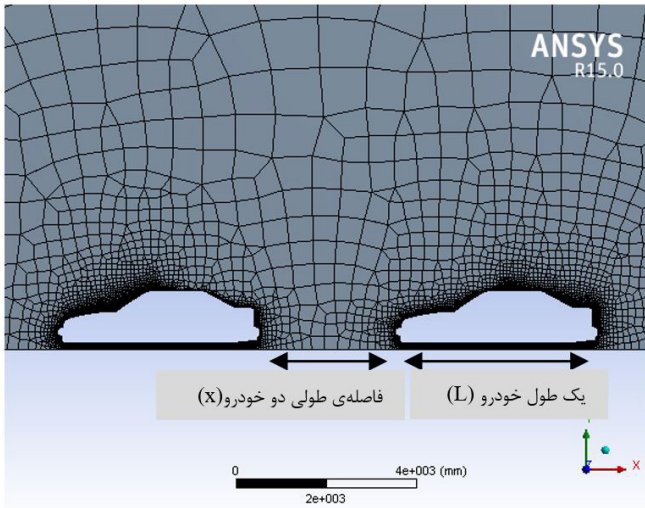 ANSYS
R15.0
فاصله‌ی طولی دو خودرو(x)
یک طول خودرو (L)
0
4e+003 (mm)
2e+003
X